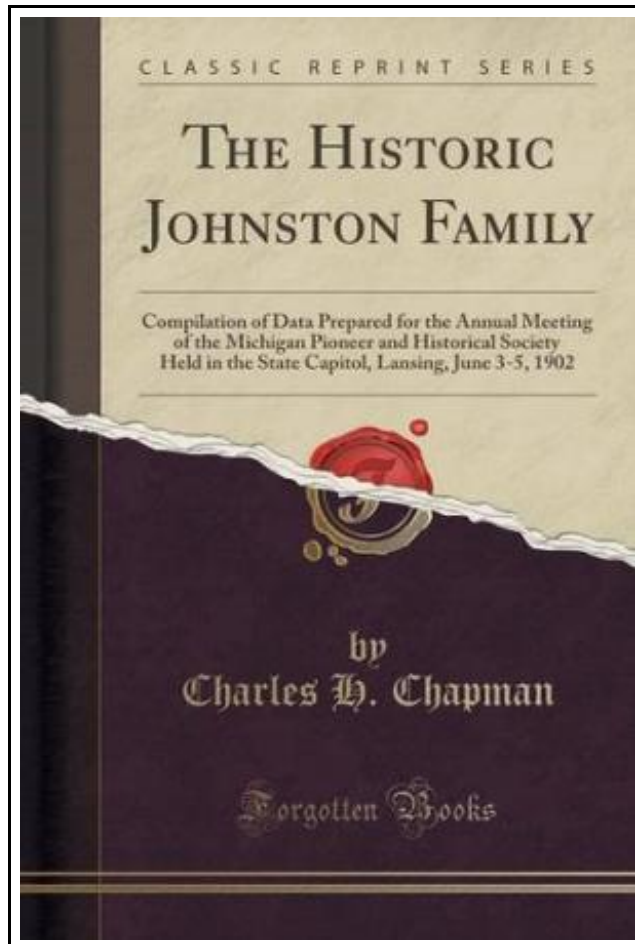 CLASSIC REPRINT SERIES
THE HISTORIC
JOHNSTON FAMILY
Compilation of Data Prepared for the Annual Meeting
of the Michigan Pioneer and Historical Society
Held in the State Capitol, Lansing, June 3-5, 1902
by
Charles H. Chapman
Forgotten Books